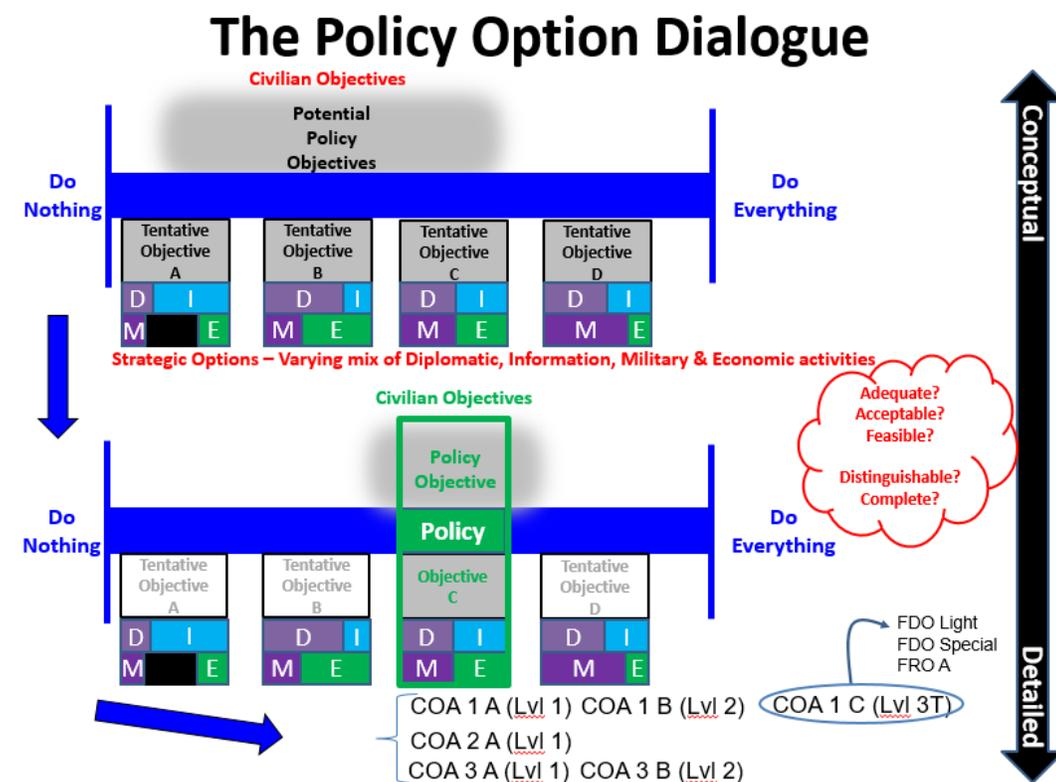 The Policy Option Dialogue
Civilian Objectives
Potential
Policy
Objectives
Do
Nothing
Do
Everything
Tentative
Objective
A
Tentative
Objective
B
Tentative
Objective
C
Tentative
Objective
D
D I
M E
D I
M E
D I
M E
D I
M E
Strategic Options – Varying mix of Diplomatic, Information, Military & Economic activities
Civilian Objectives
Policy
Objective
Policy
Do
Nothing
Do
Everything
Tentative
Objective
A
Tentative
Objective
B
Objective
C
Tentative
Objective
D
D I
M E
D I
M E
D I
M E
D I
M E
Adequate?
Acceptable?
Feasible?
Distinguishable?
Complete?
FDO Light
FDO Special
FRO A
COA 1 A (Lvl 1) COA 1 B (Lvl 2) COA 1 C (Lvl 3T)
COA 2 A (Lvl 1)
COA 3 A (Lvl 1) COA 3 B (Lvl 2)
Conceptual
Detailed